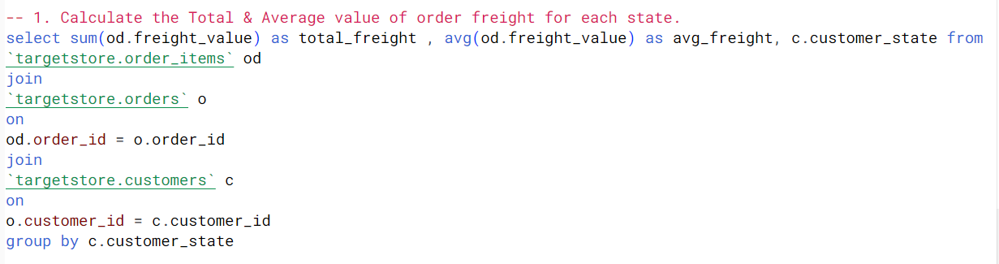 -- 1. Calculate the Total & Average value of order freight for each state.
select sum(od.freight_value) as total_freight , avg(od.freight_value) as avg_freight, c.customer_state from
`targetstore.order_items` od
join
`targetstore.orders` o
on
od.order_id = o.order_id
join
`targetstore.customers` c
on
o.customer_id = c.customer_id
group by c.customer_state